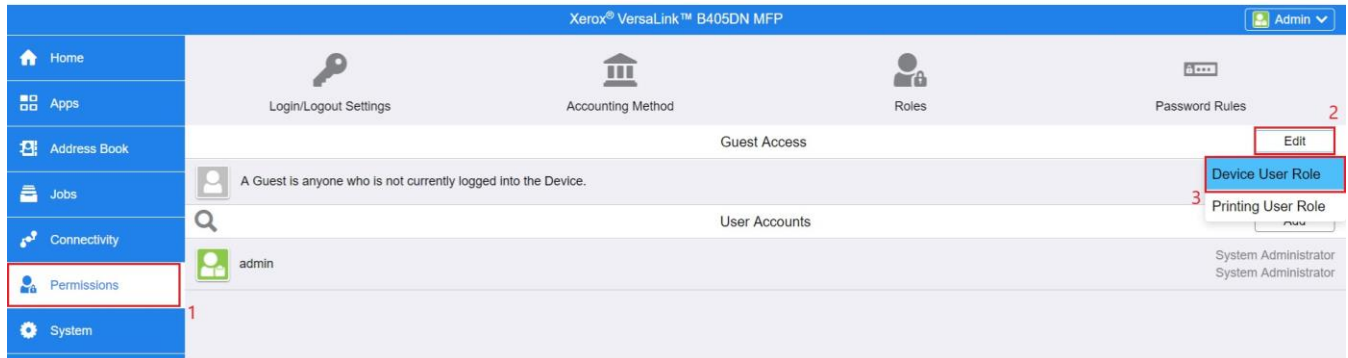 Xerox® VersaLink™ B405DN MFP
Admin
Home
Apps
Address Book
Jobs
Connectivity
Permissions
System
1
Login/Logout Settings
Accounting Method
Roles
Password Rules
2
Guest Access
Edit
A Guest is anyone who is not currently logged into the Device.
Device User Role
3
Printing User Role
User Accounts
Add
admin
System Administrator
System Administrator